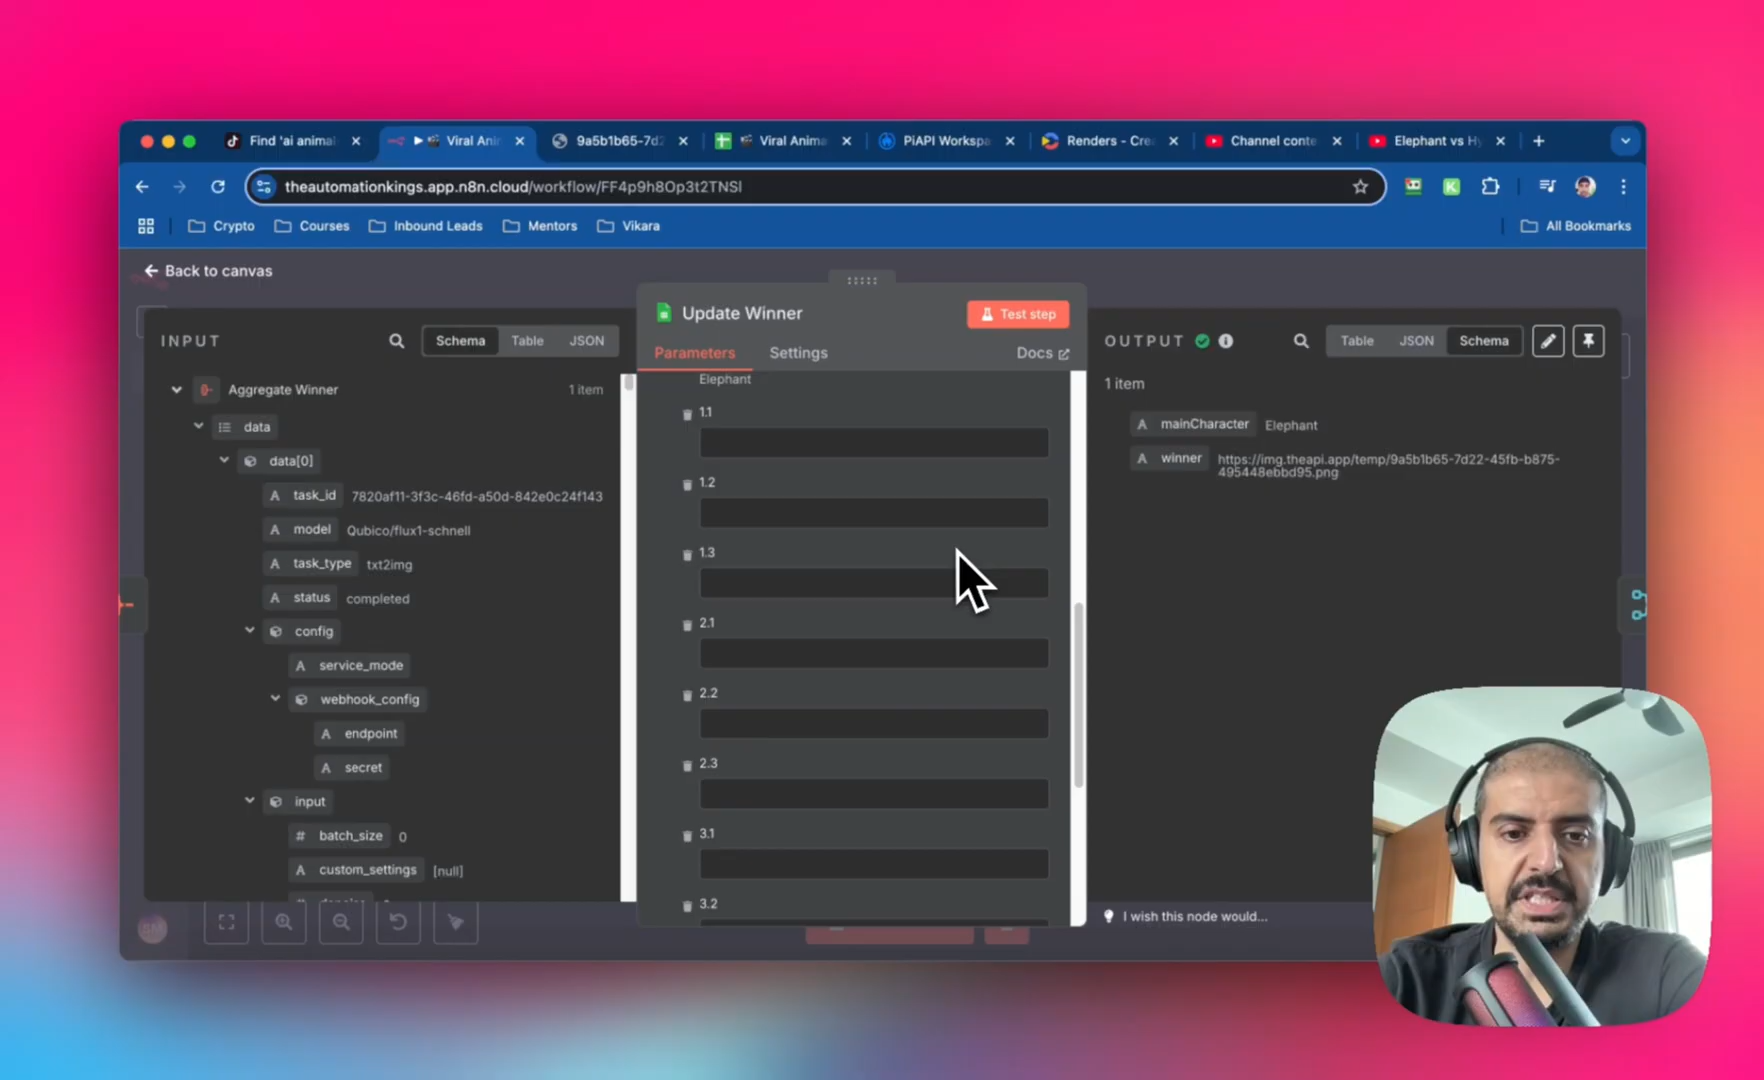 Find 'ai animal
Viral Ani
9a5b1b65-7d2
Viral Anima
PiAPI Workspa
Renders - Crea
Channel conte
Elephant vs Hy
theautomationkings.app.n8n.cloud/workflow/FF4p9h8Op3t2TNSI
Crypto
Courses
Inbound Leads
Mentors
Vikara
All Bookmarks
Back to canvas
INPUT
Schema
Table
JSON
Aggregate Winner
1 item
data
data[0]
A task_id 7820af11-3f3c-46fd-a50d-842e0c24f143
A model Qubico/flux1-schnell
A task_type txt2img
A status completed
config
A service_mode
webhook_config
A endpoint
A secret
input
# batch_size 0
A custom_settings [null]
Update Winner
Test step
Parameters
Settings
Docs
Elephant
1.1
1.2
1.3
2.1
2.2
2.3
3.1
3.2
OUTPUT
Table
JSON
Schema
1 item
A mainCharacter Elephant
A winner https://img.theapi.app/temp/9a5b1b65-7d22-45fb-b875-
495448ebbd95.png
I wish this node would...
SM